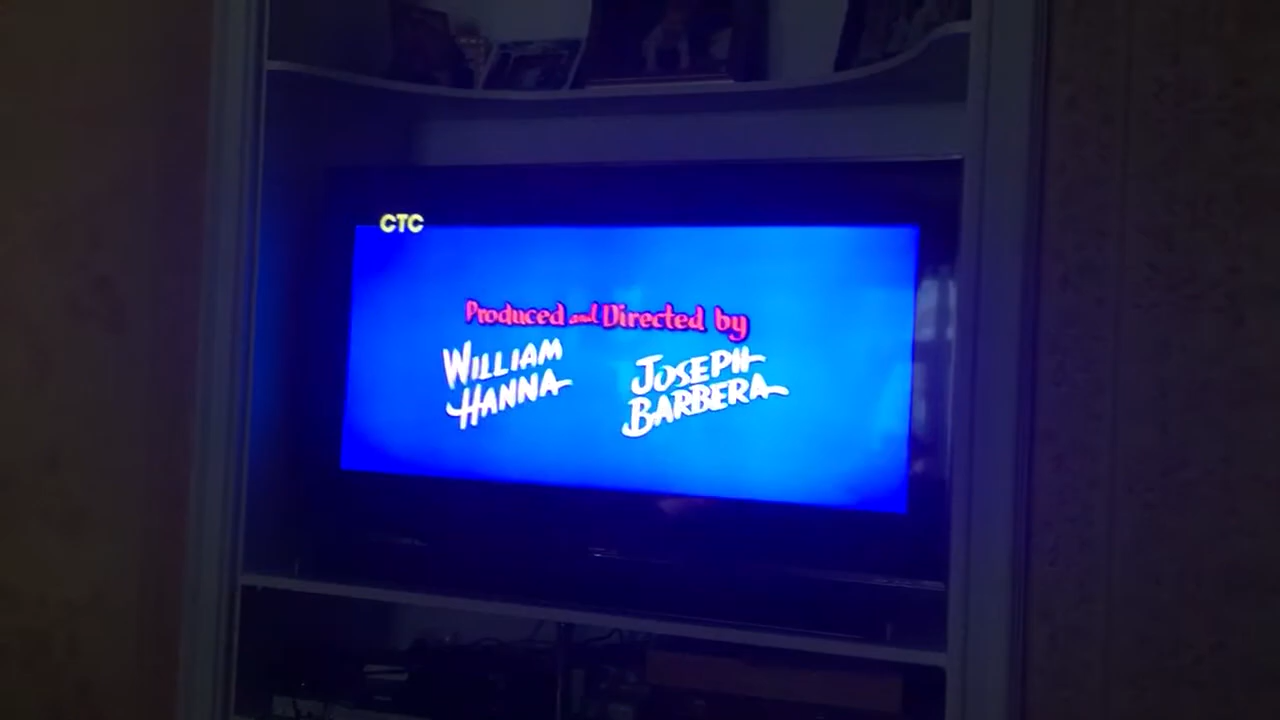 СТС
Produced and Directed by
WILLIAM HANNA
JOSEPH BARBERA